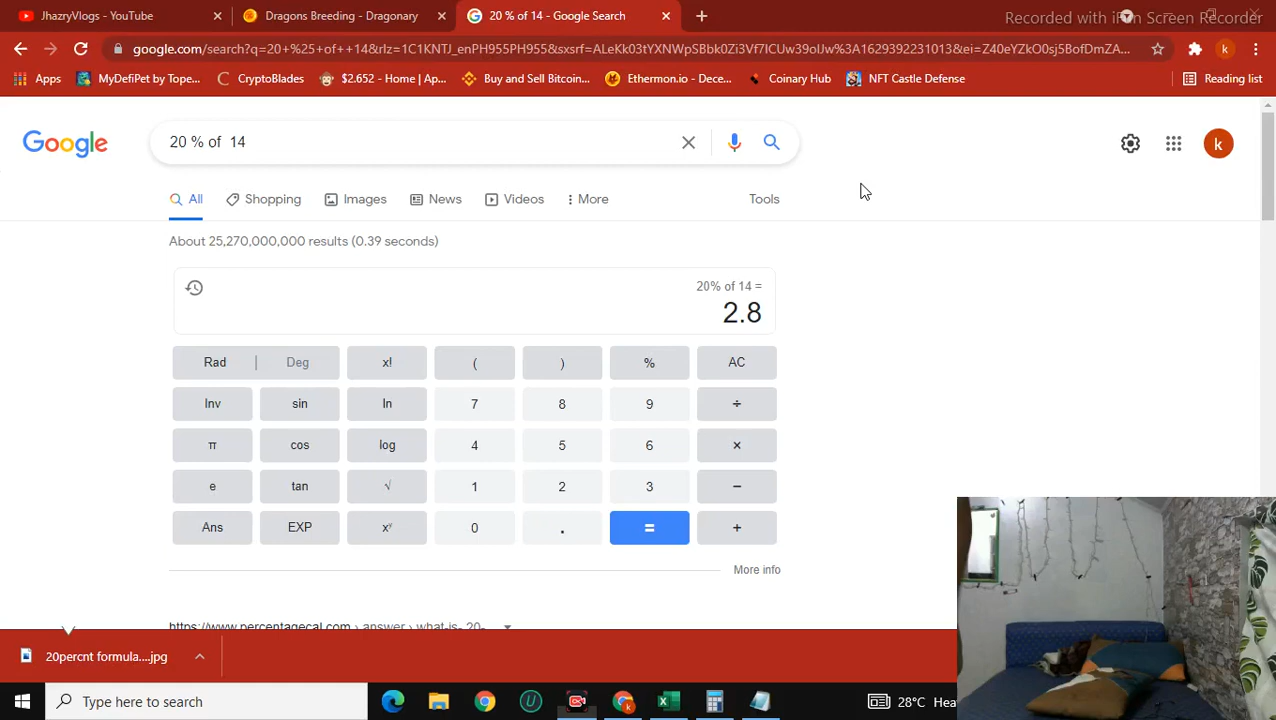 JhazryVlogs - YouTube
Dragons Breeding - Dragonary
20 % of 14 - Google Search
Recorded with iFun Screen Recorder
google.com/search?q=20+%25+of++14&rlz=1C1KNTJ_enPH955PH955&sxsrf=ALeKk03tYXNWpSBbk0Zi3Vf7ICUw39oIJw%3A1629392231013&ei=Z40eYZkO0sj5BofDmZA...
k
Apps
MyDefiPet by Tope...
CryptoBlades
$2.652 - Home | Ap...
Buy and Sell Bitcoin...
Ethermon.io - Dece...
Coinary Hub
NFT Castle Defense
Reading list
Google
20 % of 14
k
All
Shopping
Images
News
Videos
More
Tools
About 25,270,000,000 results (0.39 seconds)
20% of 14 =
2.8
Rad | Deg x! ( ) % AC
Inv sin ln 7 8 9 ÷
π cos log 4 5 6 ×
e tan √ 1 2 3 −
Ans EXP xʸ 0 . = +
More info
https://www.percentagecal.com › answer › what-is-20-
20percnt formula....jpg
Type here to search
28°C Hea